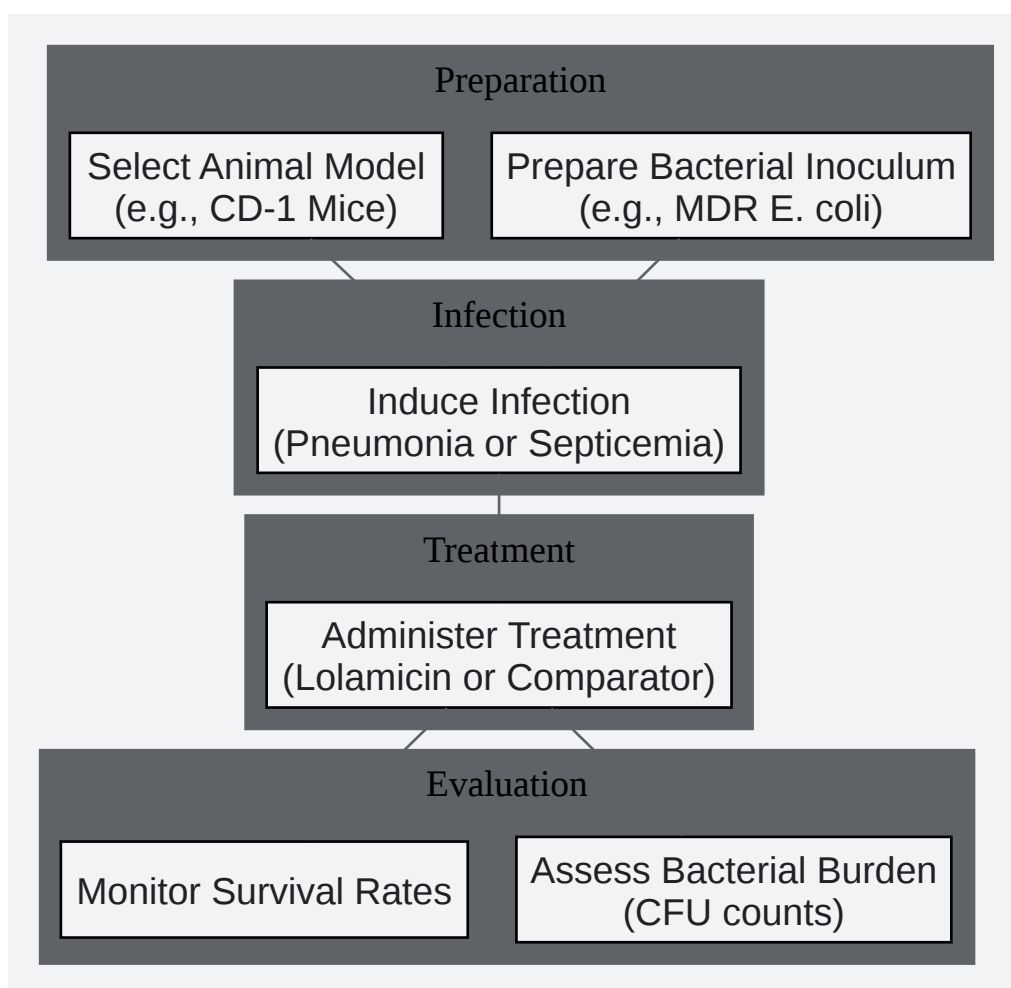 Preparation
Select Animal Model
(e.g., CD-1 Mice)
Prepare Bacterial Inoculum
(e.g., MDR E. coli)
Infection
Induce Infection
(Pneumonia or Septicemia)
Treatment
Administer Treatment
(Lolamicin or Comparator)
Evaluation
Monitor Survival Rates
Assess Bacterial Burden
(CFU counts)